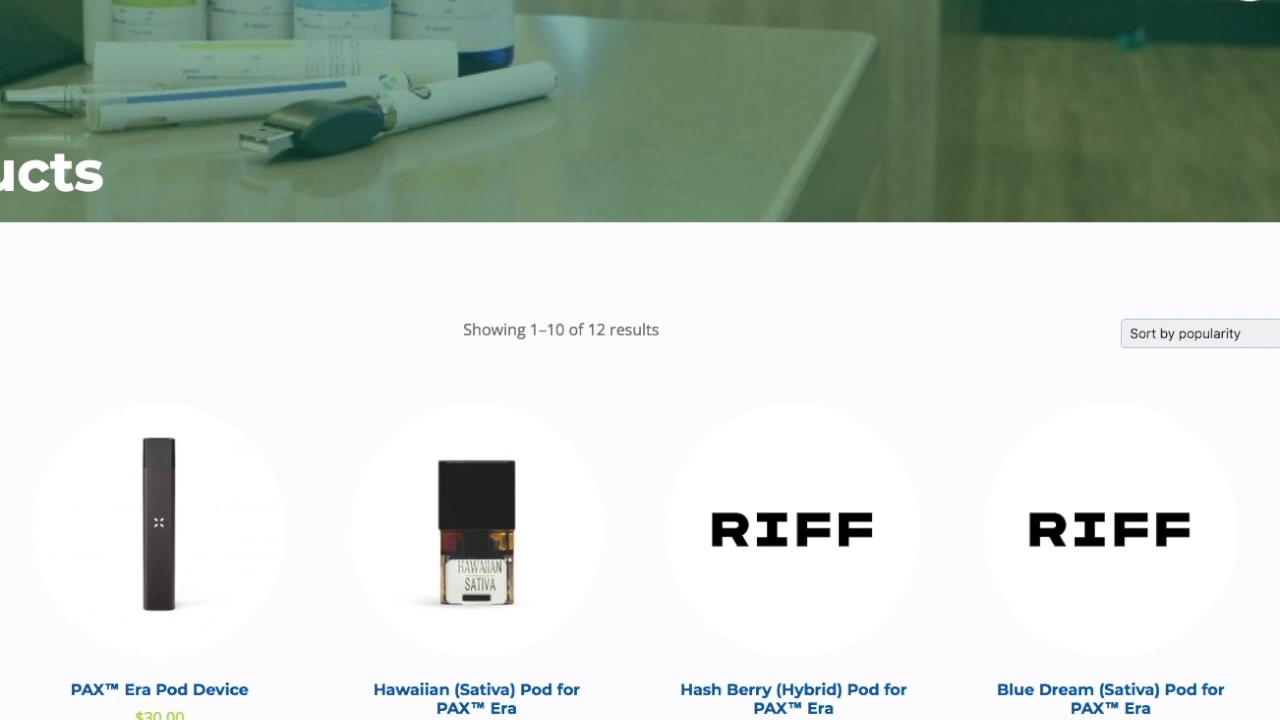 ucts
Showing 1–10 of 12 results
Sort by popularity
HAWAIIAN
SATIVA
RIFF
RIFF
PAX™ Era Pod Device
$30.00
Hawaiian (Sativa) Pod for
PAX™ Era
Hash Berry (Hybrid) Pod for
PAX™ Era
Blue Dream (Sativa) Pod for
PAX™ Era